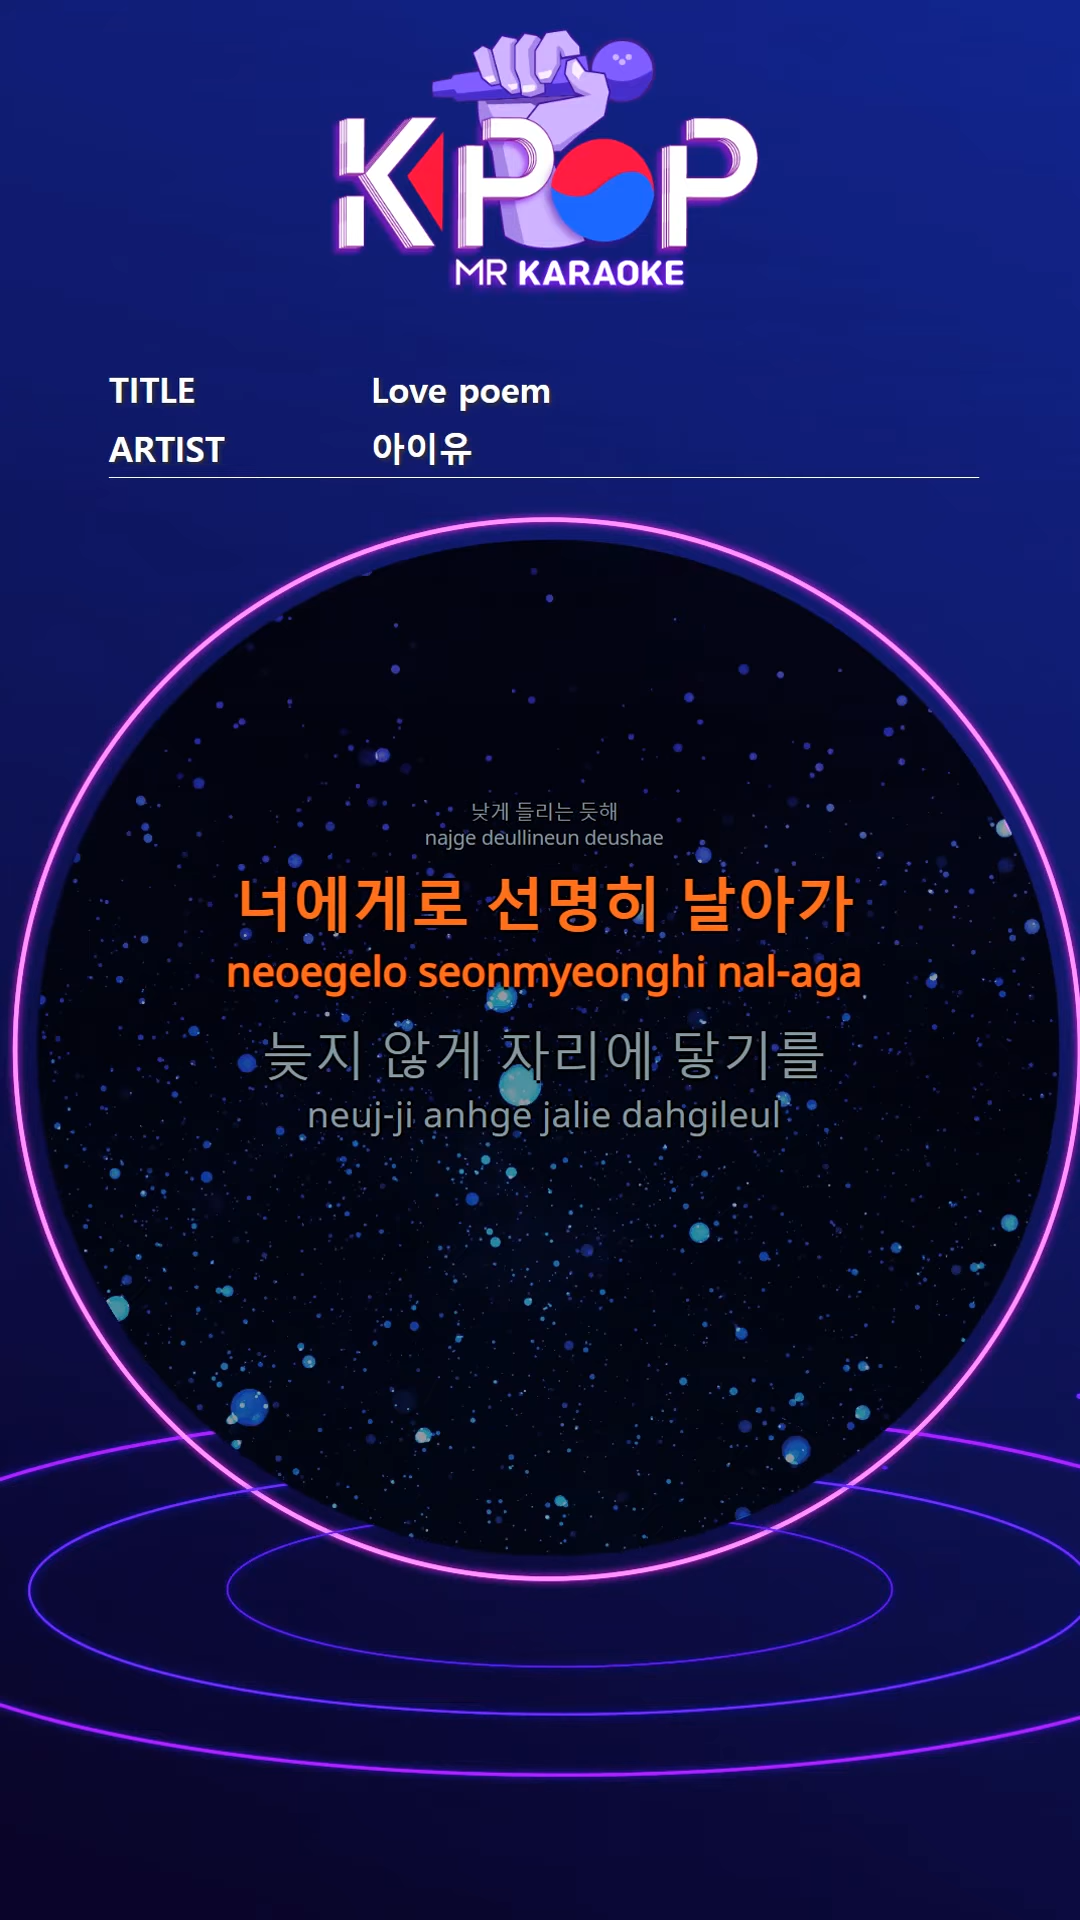 KPOP
MR KARAOKE
TITLE Love poem
ARTIST 아이유
낮게 들리는 듯해
najge deullineun deushae
너에게로 선명히 날아가
neoegelo seonmyeonghi nal-aga
늦지 않게 자리에 닿기를
neuj-ji anhge jalie dahgileul